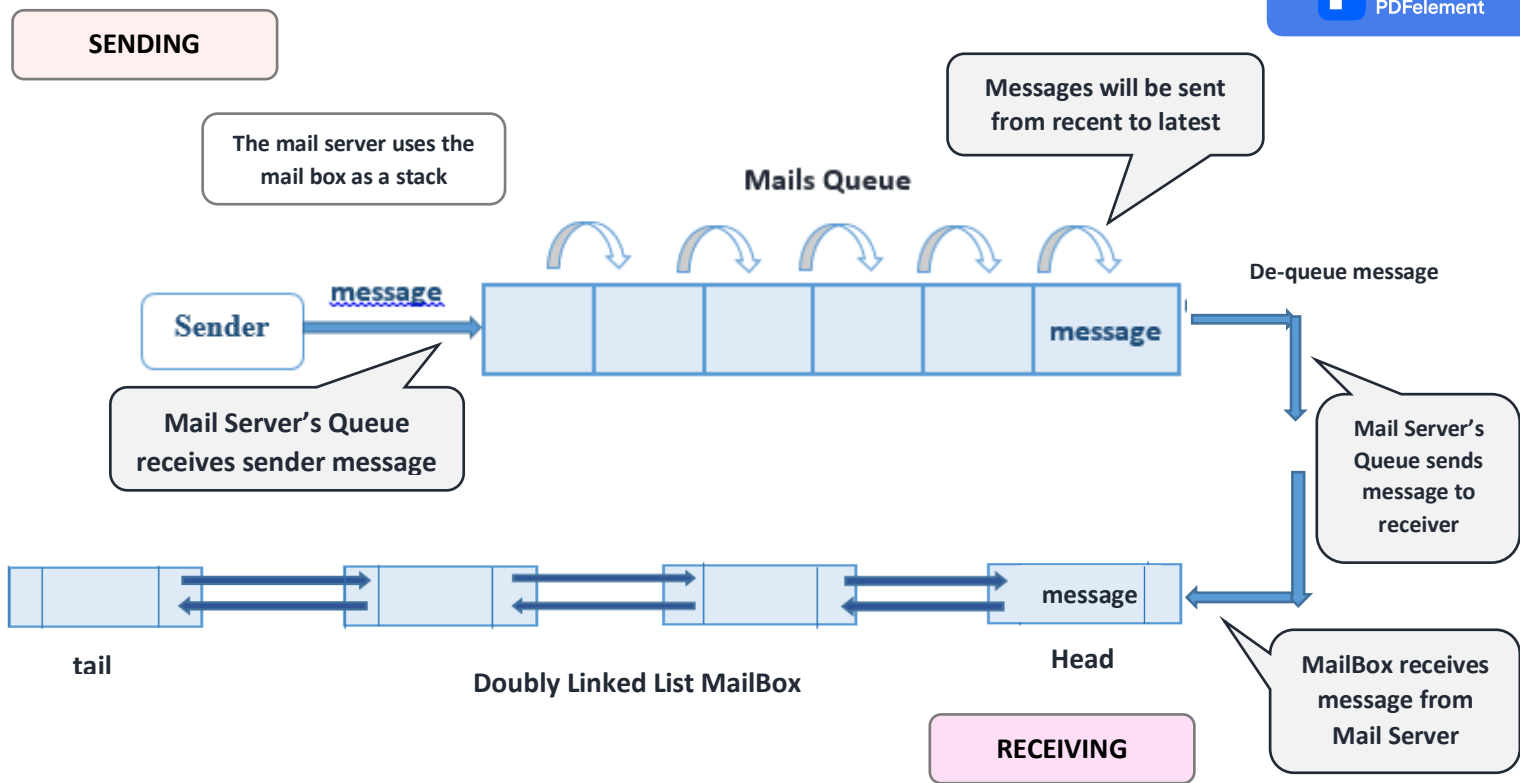 PDFelement
SENDING
Messages will be sent
from recent to latest
The mail server uses the
mail box as a stack
Mails Queue
De-queue message
message
Sender
message
Mail Server’s Queue
receives sender message
Mail Server’s
Queue sends
message to
receiver
message
tail
Head
Doubly Linked List MailBox
MailBox receives
message from
Mail Server
RECEIVING